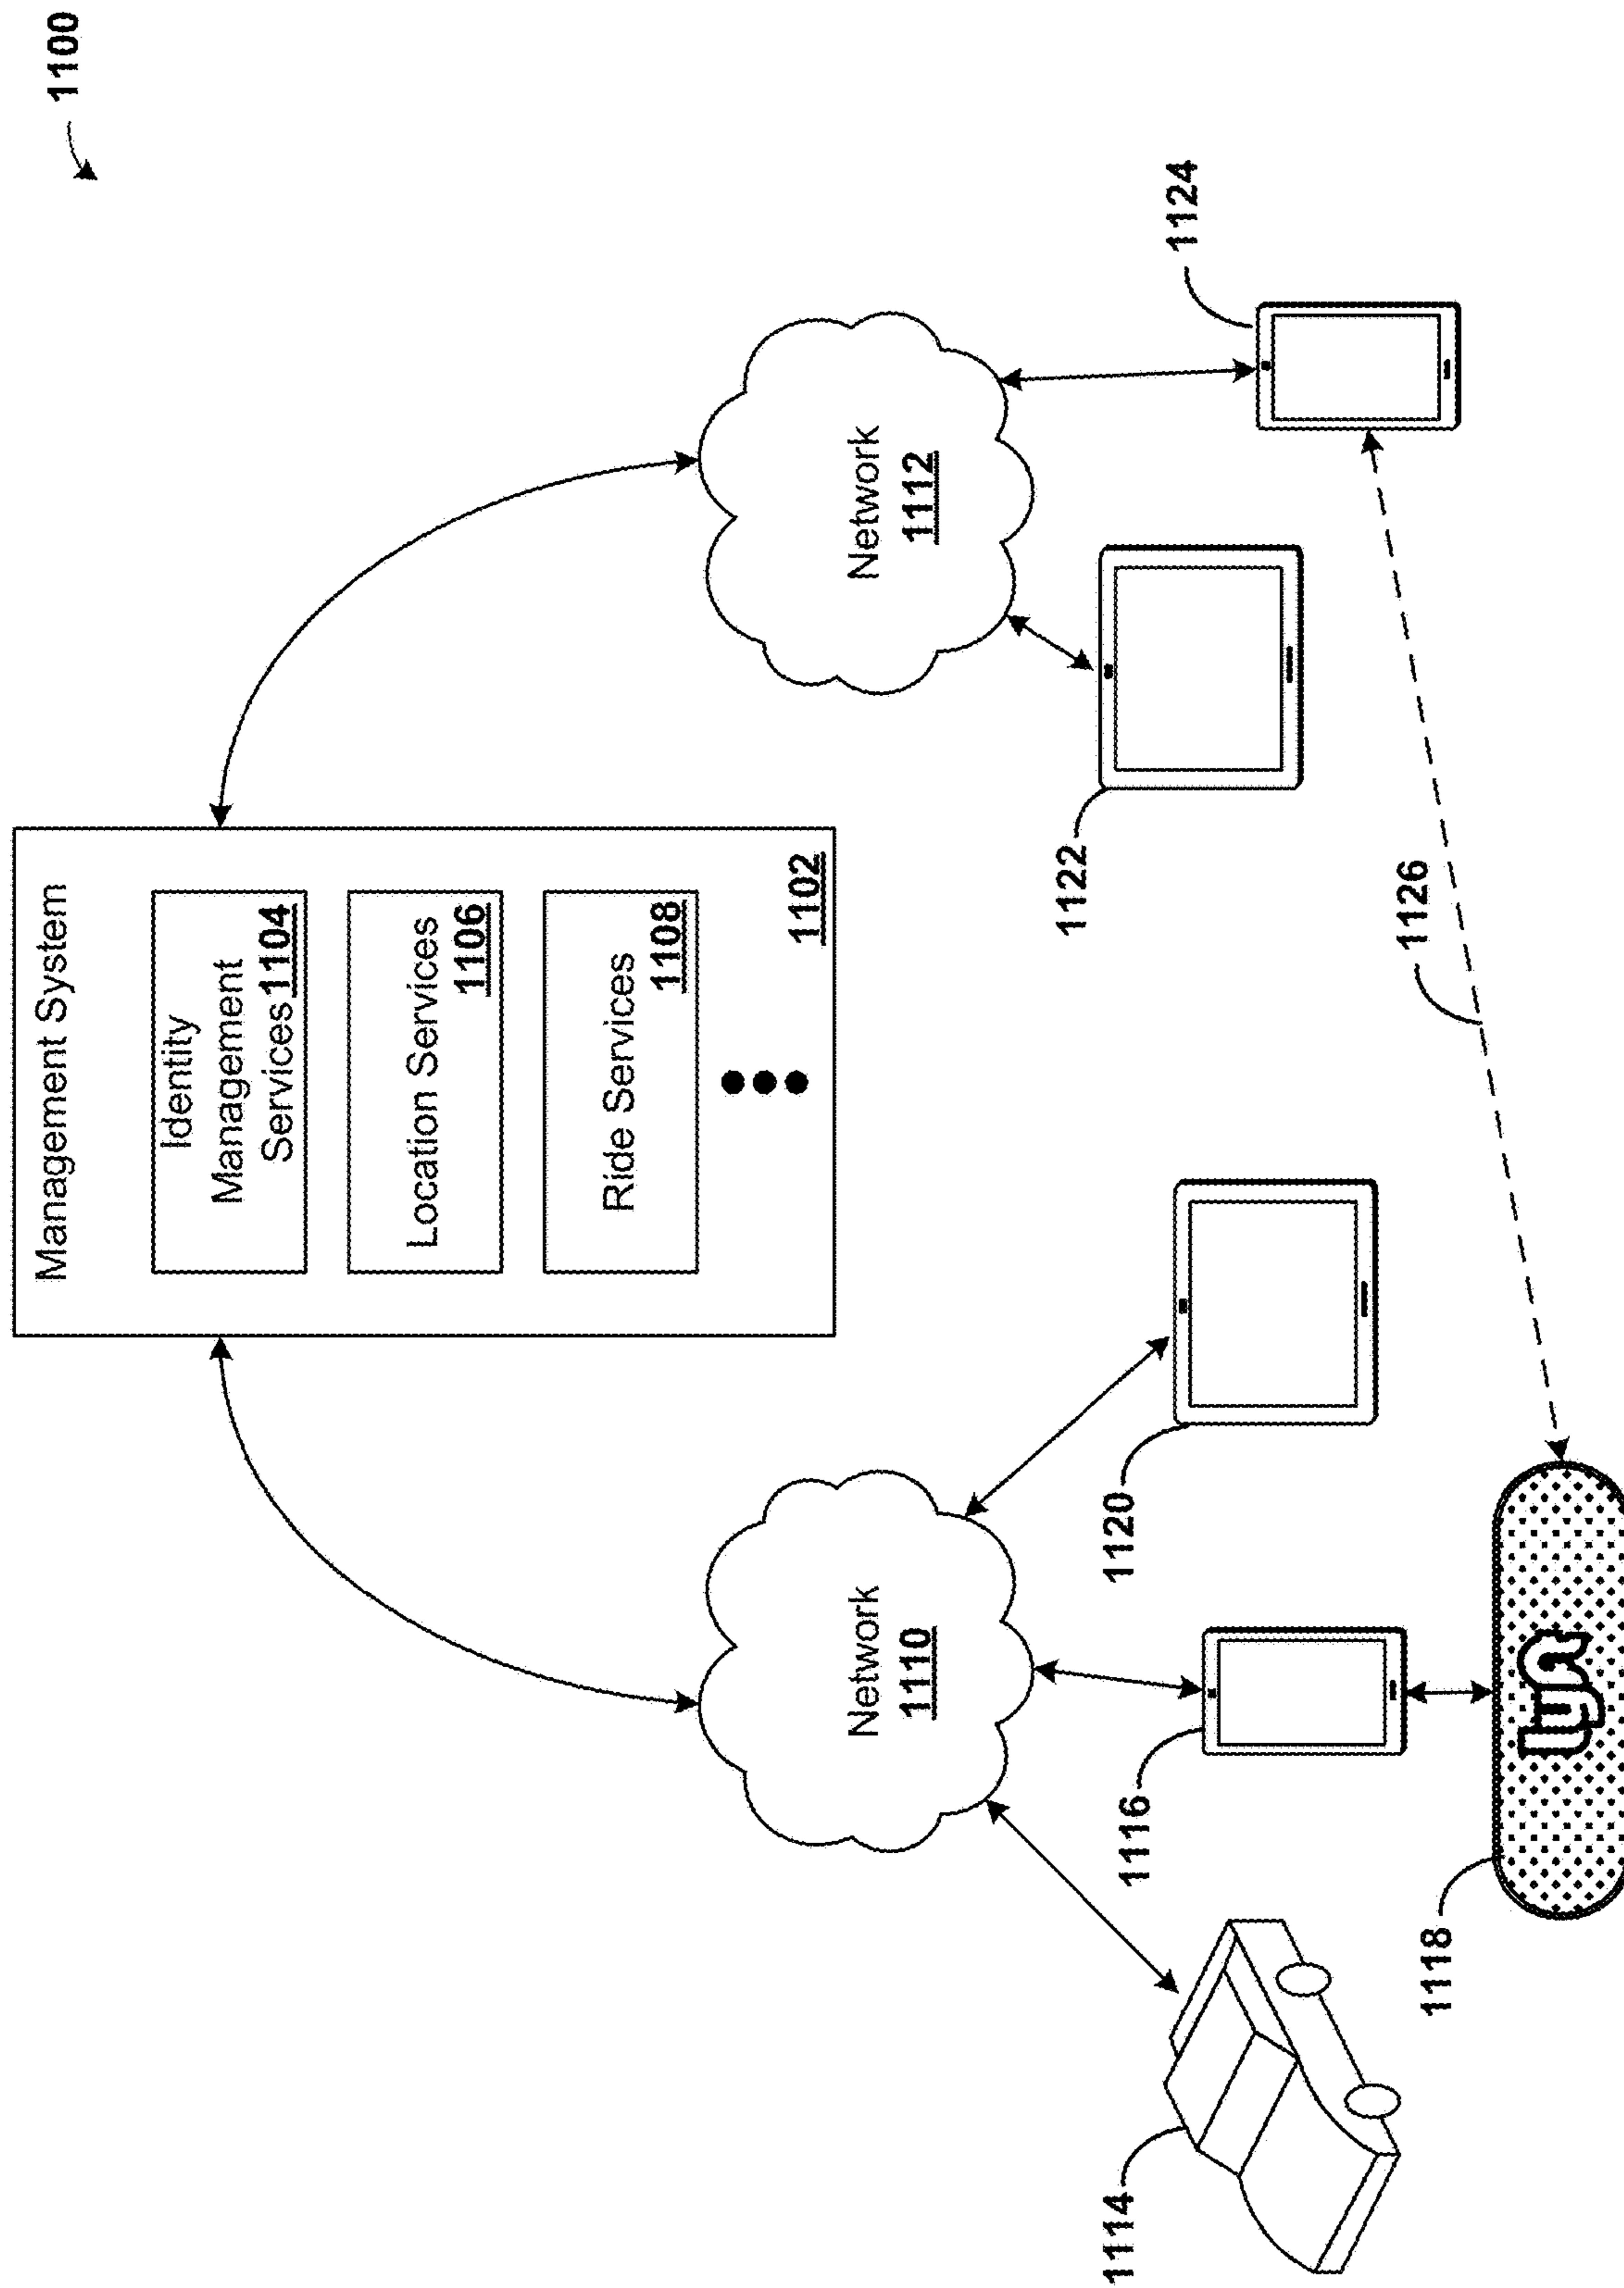 1100
Management System
Identity
Management
Services 1104
Location Services
1106
Ride Services
1108
1102
Network
1110
Network
1112
1114
1116
1118
1120
1122
1124
1126